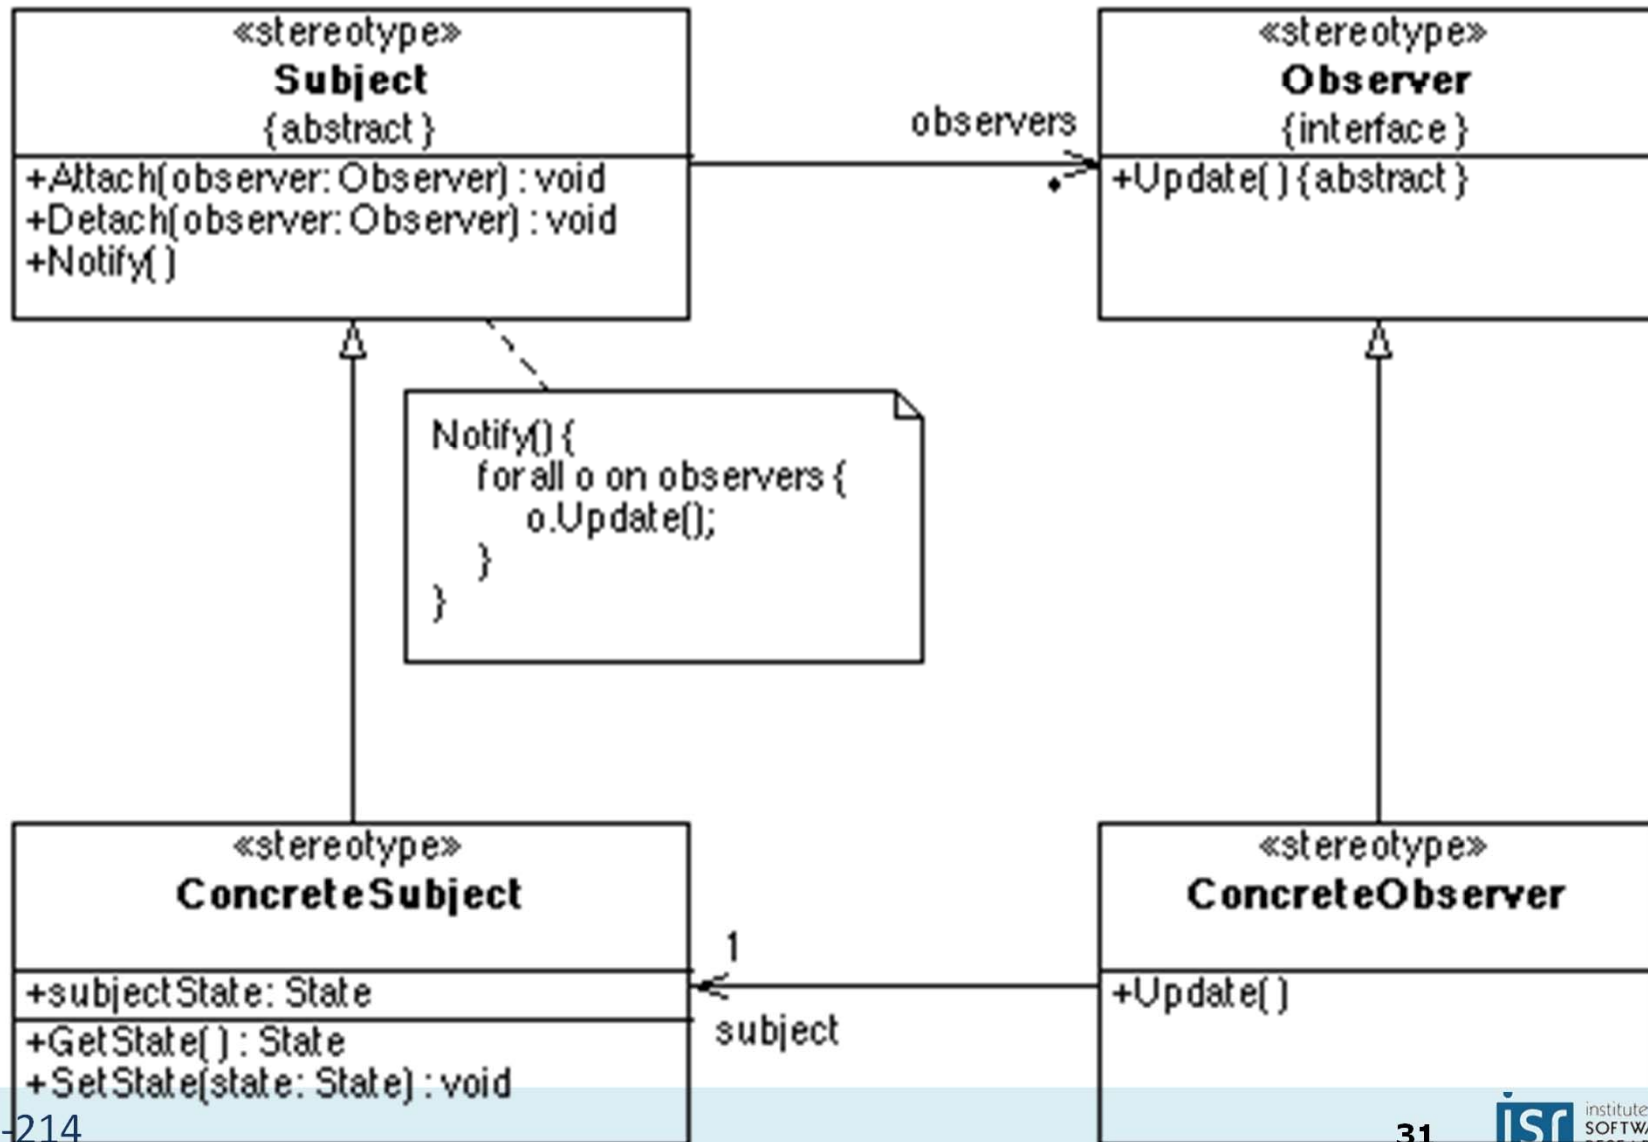 «stereotype»
Subject
{abstract}
+Attach(observer: Observer) : void
+Detach(observer: Observer) : void
+Notify()
observers
«stereotype»
Observer
{interface}
+Update() {abstract}
Notify() {
for all o on observers {
o.Update();
}
}
«stereotype»
ConcreteSubject
+subjectState: State
+GetState() : State
+SetState(state: State) : void
1
subject
«stereotype»
ConcreteObserver
+Update()
-214
31
isr
institute
SOFTWA